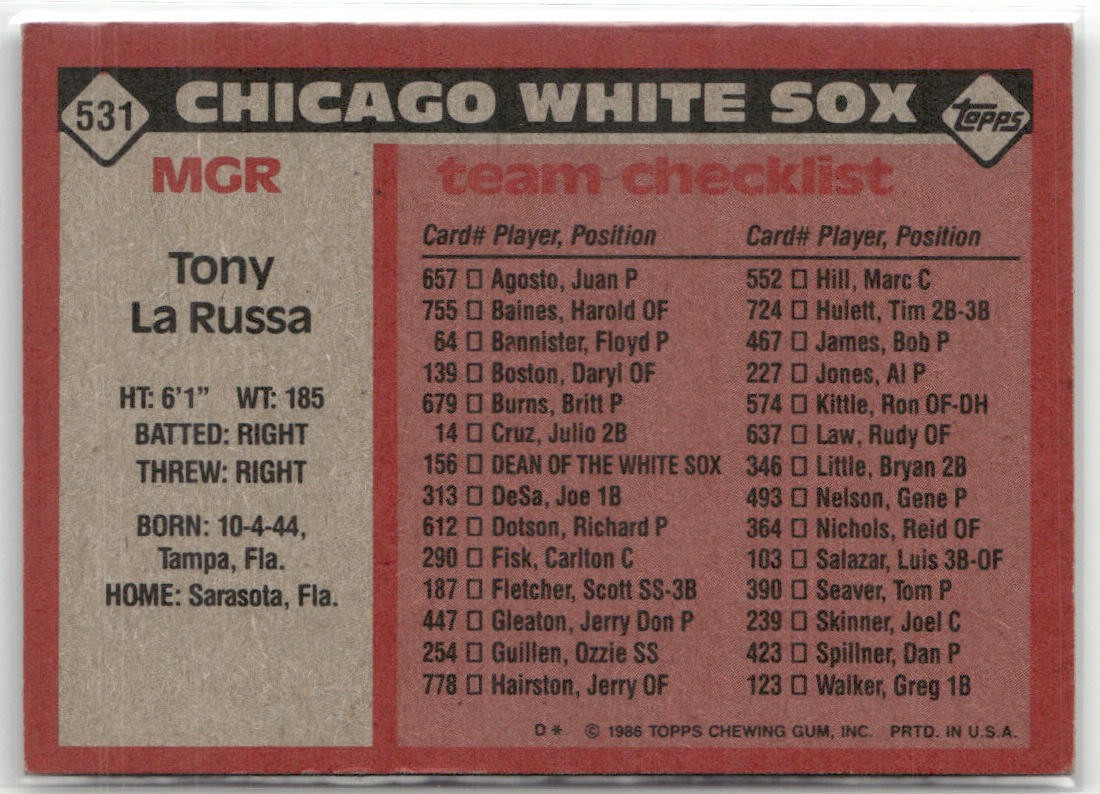 531 CHICAGO WHITE SOX TOPPS
MGR
Tony
La Russa
HT: 6'1" WT: 185
BATTED: RIGHT
THREW: RIGHT
BORN: 10-4-44,
Tampa, Fla.
HOME: Sarasota, Fla.
team checklist
Card# Player, Position
657 □ Agosto, Juan P
755 □ Baines, Harold OF
64 □ Bannister, Floyd P
139 □ Boston, Daryl OF
679 □ Burns, Britt P
14 □ Cruz, Julio 2B
156 □ DEAN OF THE WHITE SOX
313 □ DeSa, Joe 1B
612 □ Dotson, Richard P
290 □ Fisk, Carlton C
187 □ Fletcher, Scott SS-3B
447 □ Gleaton, Jerry Don P
254 □ Guillen, Ozzie SS
778 □ Hairston, Jerry OF
Card# Player, Position
552 □ Hill, Marc C
724 □ Hulett, Tim 2B-3B
467 □ James, Bob P
227 □ Jones, Al P
574 □ Kittle, Ron OF-DH
637 □ Law, Rudy OF
346 □ Little, Bryan 2B
493 □ Nelson, Gene P
364 □ Nichols, Reid OF
103 □ Salazar, Luis 3B-OF
390 □ Seaver, Tom P
239 □ Skinner, Joel C
423 □ Spillner, Dan P
123 □ Walker, Greg 1B
D* © 1986 TOPPS CHEWING GUM, INC. PRTD. IN U.S.A.